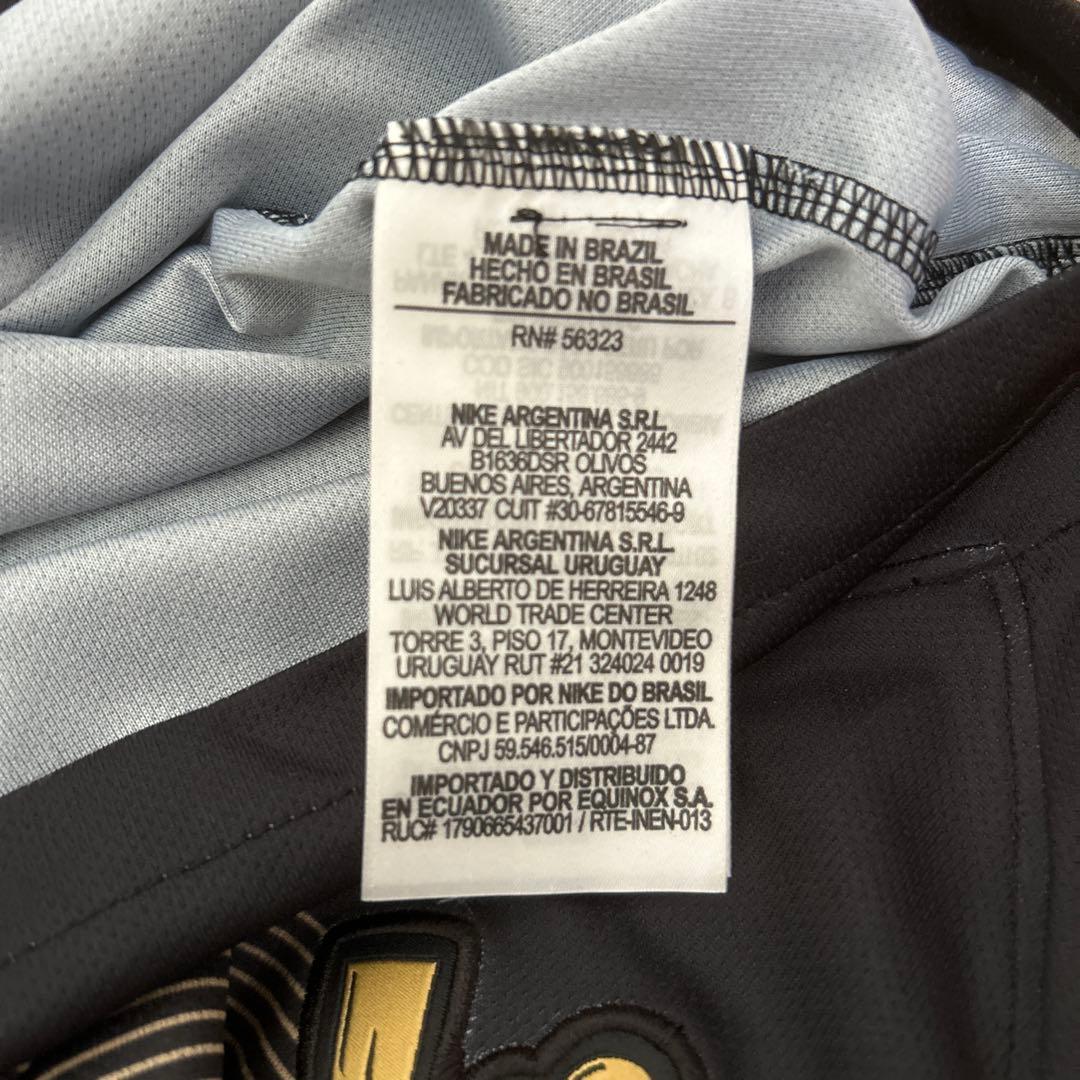 MADE IN BRAZIL
HECHO EN BRASIL
FABRICADO NO BRASIL
RN# 56323
NIKE ARGENTINA S.R.L.
AV DEL LIBERTADOR 2442
B1636DSR OLIVOS
BUENOS AIRES, ARGENTINA
V20337 CUIT #30-67815546-9
NIKE ARGENTINA S.R.L.
SUCURSAL URUGUAY
LUIS ALBERTO DE HERREIRA 1248
WORLD TRADE CENTER
TORRE 3, PISO 17, MONTEVIDEO
URUGUAY RUT #21 324024 0019
IMPORTADO POR NIKE DO BRASIL
COMÉRCIO E PARTICIPAÇÕES LTDA.
CNPJ 59.546.515/0004-87
IMPORTADO Y DISTRIBUIDO
EN ECUADOR POR EQUINOX S.A.
RUC# 1790665437001 / RTE-INEN-013